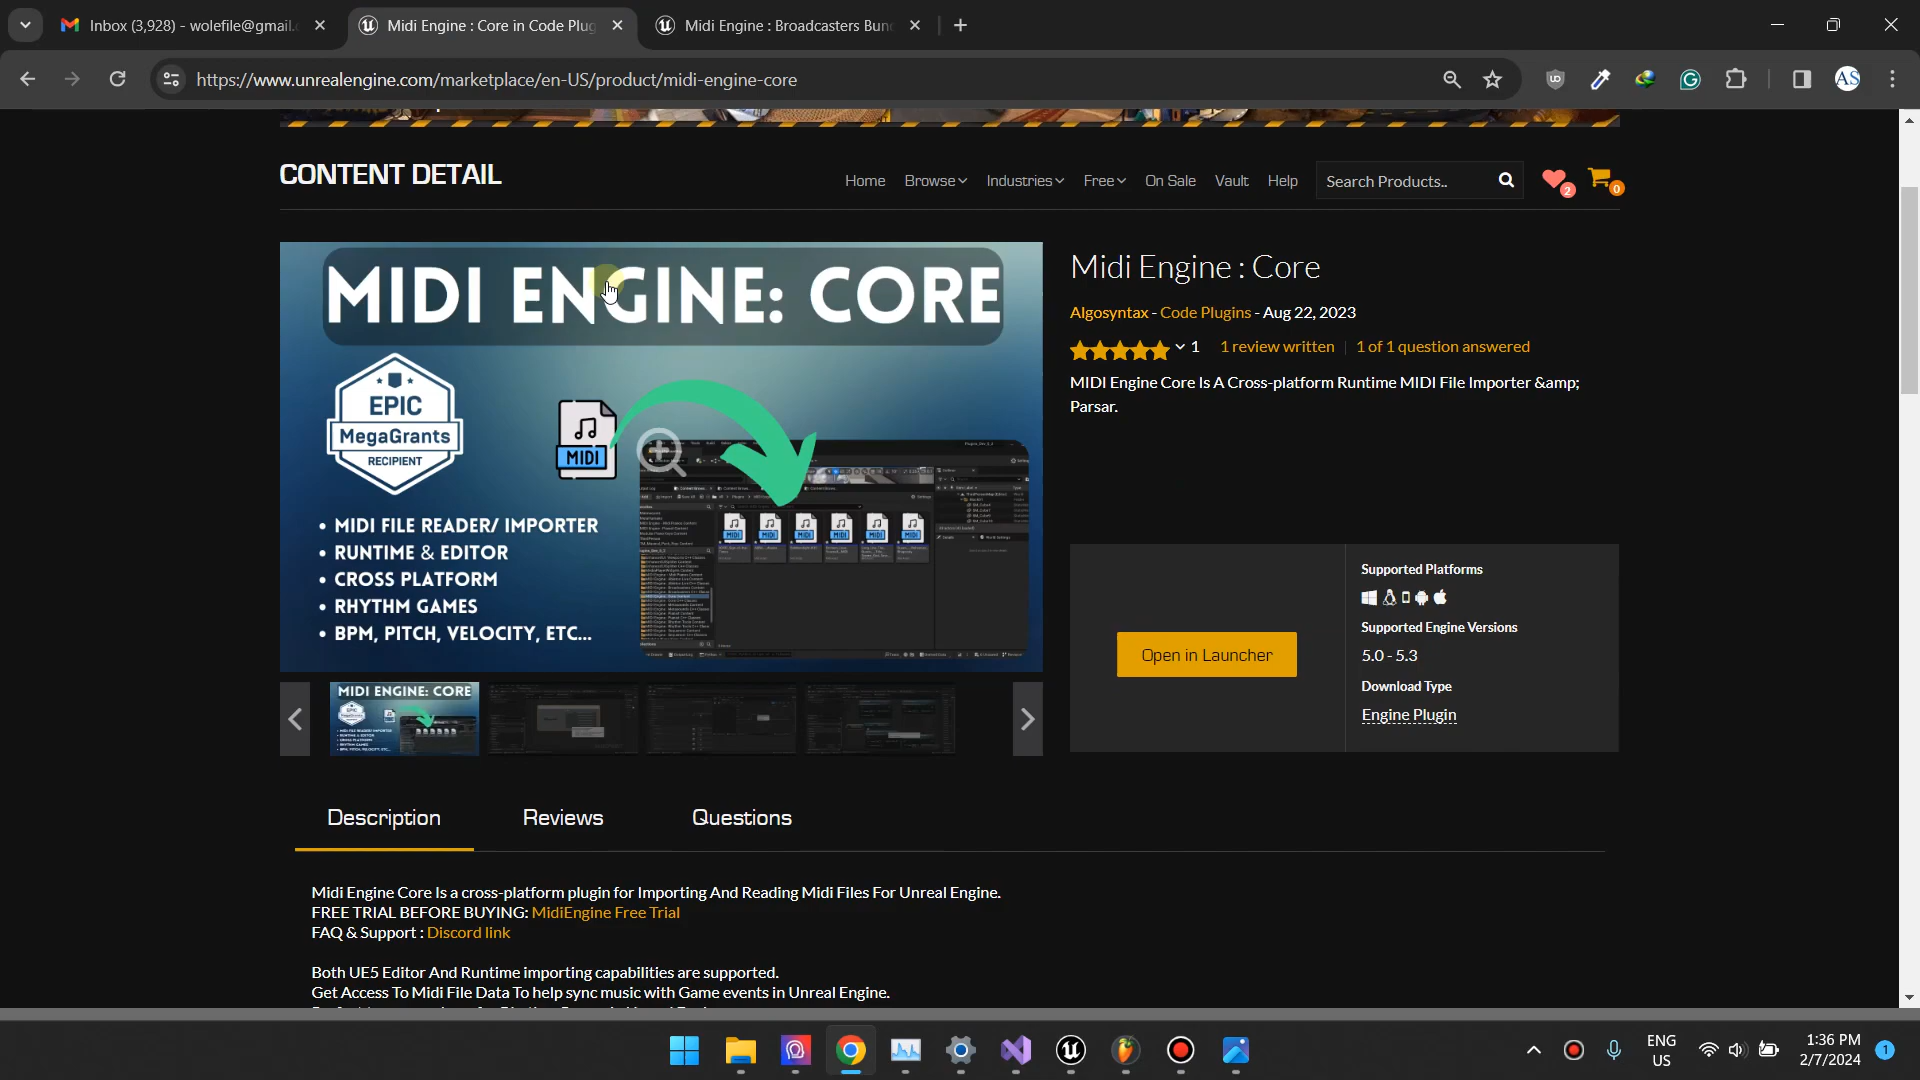 Inbox (3,928) - wolefile@gmail.c
Midi Engine : Core in Code Plug
Midi Engine : Broadcasters Bun
https://www.unrealengine.com/marketplace/en-US/product/midi-engine-core
AS
CONTENT DETAIL
Home
Browse
Industries
Free
On Sale
Vault
Help
Search Products..
2
0
MIDI ENGINE: CORE
EPIC
MegaGrants
RECIPIENT
MIDI
• MIDI FILE READER/ IMPORTER
• RUNTIME & EDITOR
• CROSS PLATFORM
• RHYTHM GAMES
• BPM, PITCH, VELOCITY, ETC...
Midi Engine : Core
Algosyntax - Code Plugins - Aug 22, 2023
1
1 review written
1 of 1 question answered
MIDI Engine Core Is A Cross-platform Runtime MIDI File Importer &amp;
Parsar.
Open in Launcher
Supported Platforms
Supported Engine Versions
5.0 - 5.3
Download Type
Engine Plugin
MIDI ENGINE: CORE
Description
Reviews
Questions
Midi Engine Core Is a cross-platform plugin for Importing And Reading Midi Files For Unreal Engine.
FREE TRIAL BEFORE BUYING: MidiEngine Free Trial
FAQ & Support : Discord link
Both UE5 Editor And Runtime importing capabilities are supported.
Get Access To Midi File Data To help sync music with Game events in Unreal Engine.
ENG
US
1:36 PM
2/7/2024
1